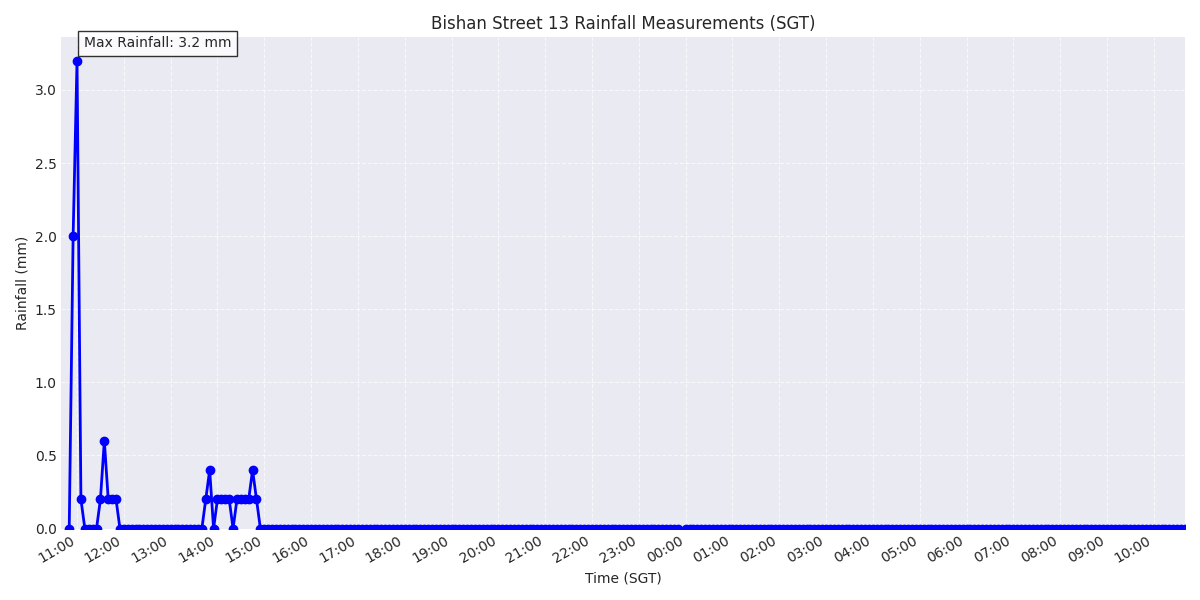 Bishan Street 13 Rainfall Measurements (SGT)
Max Rainfall: 3.2 mm
3.0
2.5
2.0
1.5
1.0
0.5
0.0
Rainfall (mm)
11:00 12:00 13:00 14:00 15:00 16:00 17:00 18:00 19:00 20:00 21:00 22:00 23:00 00:00 01:00 02:00 03:00 04:00 05:00 06:00 07:00 08:00 09:00 10:00
Time (SGT)